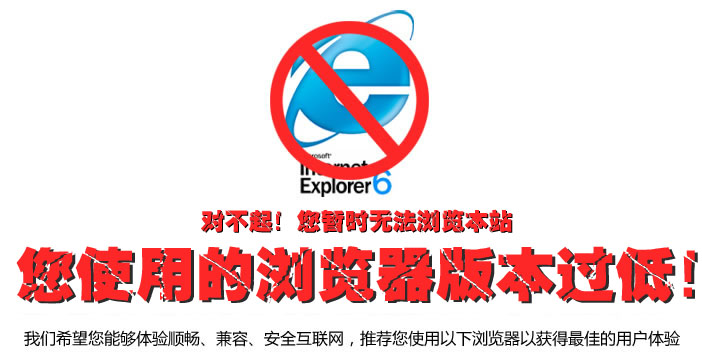 Explorer 6
对不起！您暂时无法浏览本站
您使用的浏览器版本过低！
我们希望您能够体验顺畅、兼容、安全互联网，推荐您使用以下浏览器以获得最佳的用户体验